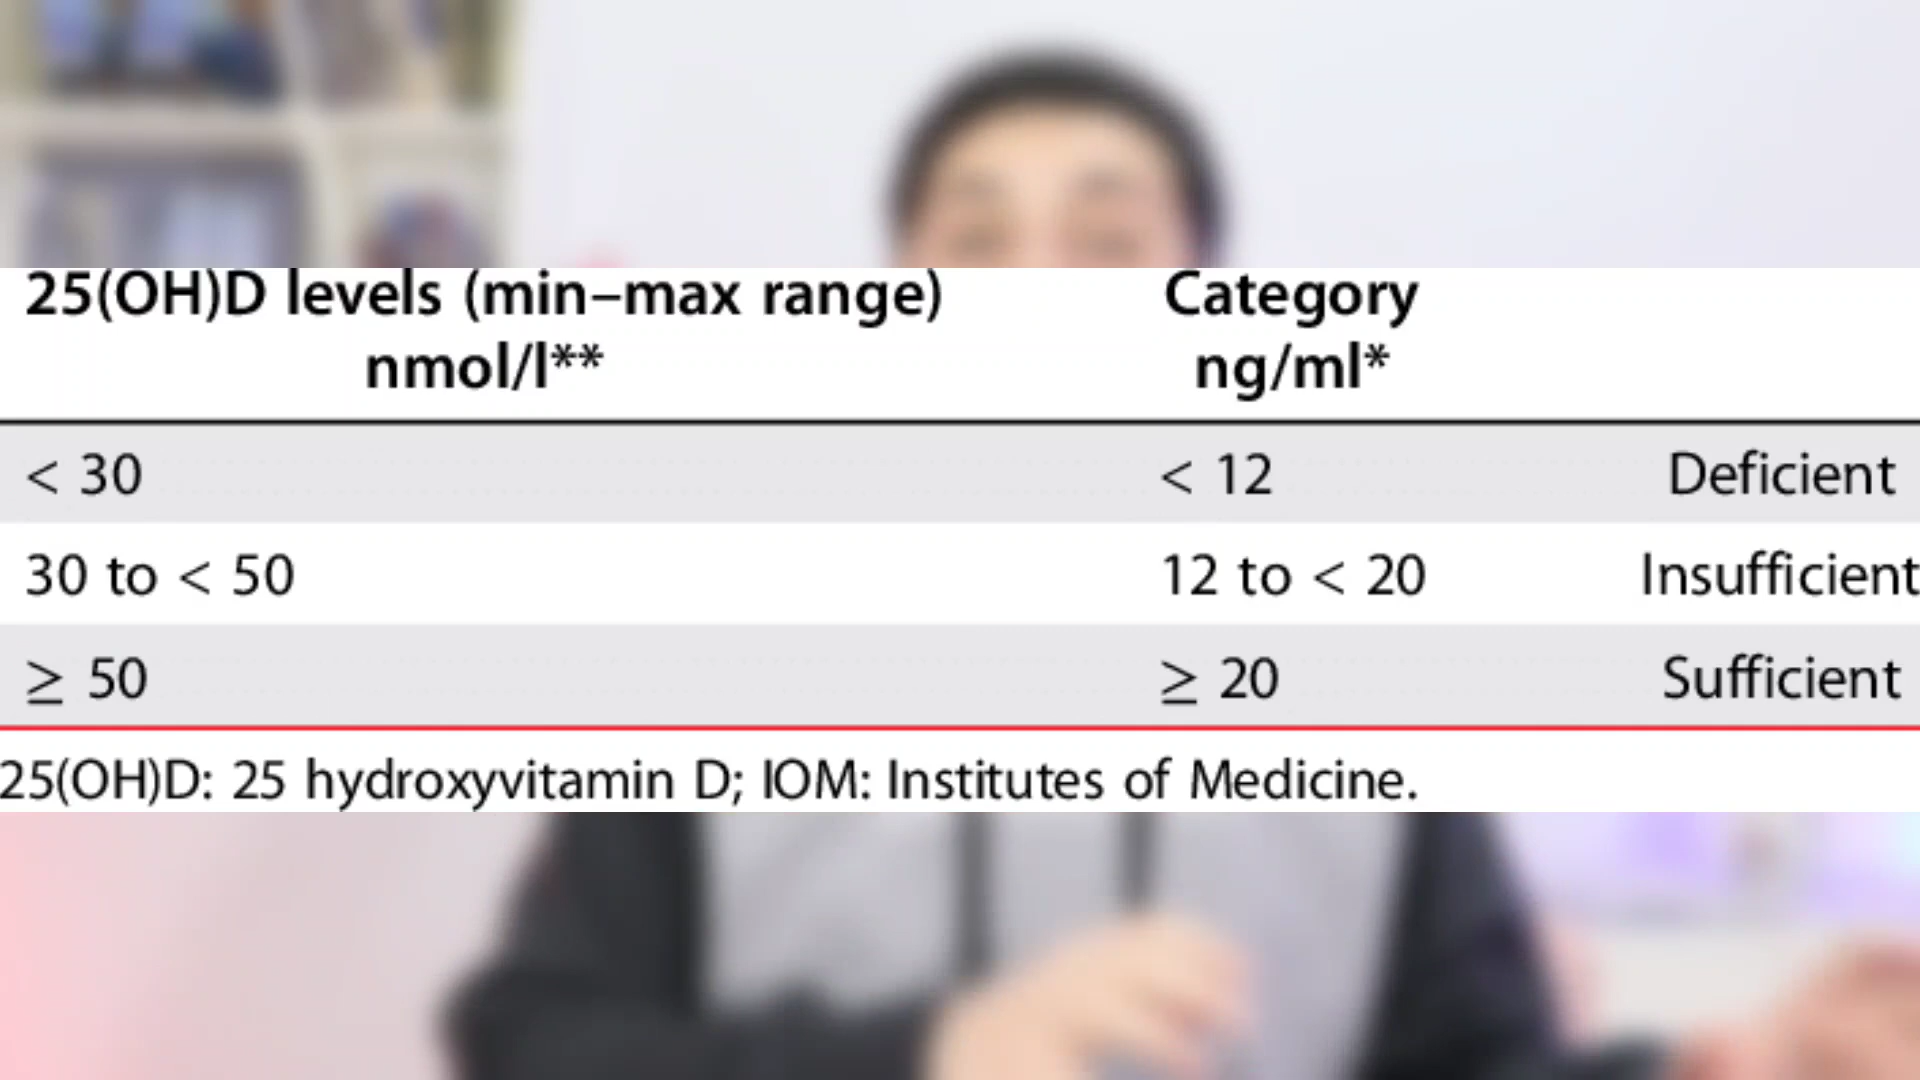 25(OH)D levels (min–max range) Category
nmol/l** ng/ml*
< 30 < 12 Deficient
30 to < 50 12 to < 20 Insufficient
≥ 50 ≥ 20 Sufficient
25(OH)D: 25 hydroxyvitamin D; IOM: Institutes of Medicine.